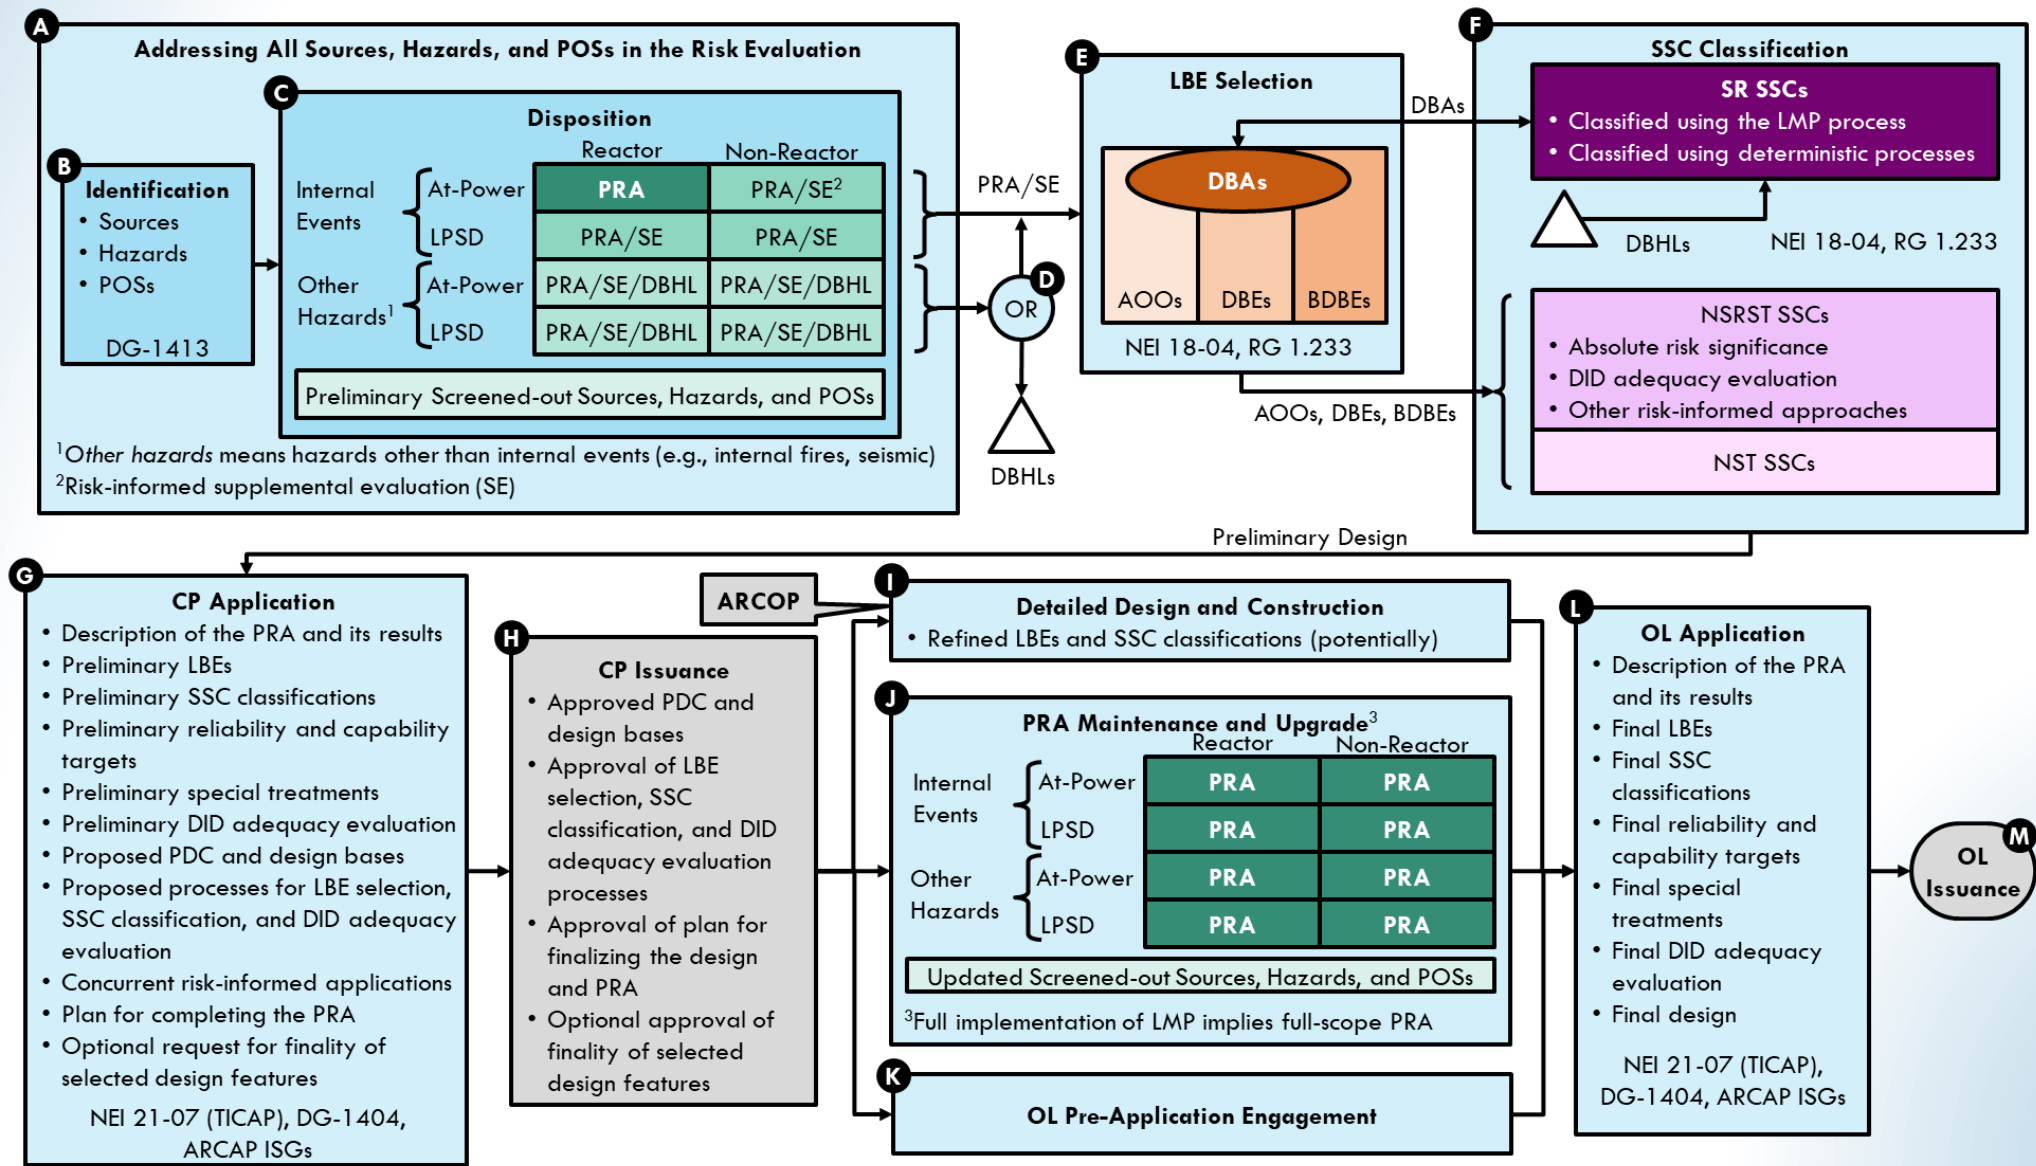 A
Addressing All Sources, Hazards, and POSs in the Risk Evaluation
B
Identification
• Sources
• Hazards
• POSs
DG-1413
C
Disposition
Reactor Non-Reactor
Internal
Events
At-Power PRA PRA/SE²
LPSD PRA/SE PRA/SE
Other
Hazards¹
At-Power PRA/SE/DBHL PRA/SE/DBHL
LPSD PRA/SE/DBHL PRA/SE/DBHL
Preliminary Screened-out Sources, Hazards, and POSs
¹Other hazards means hazards other than internal events (e.g., internal fires, seismic)
²Risk-informed supplemental evaluation (SE)
PRA/SE
D
OR
DBHLs
E
LBE Selection
DBAs
AOOs DBEs BDBEs
NEI 18-04, RG 1.233
DBAs
AOOs, DBEs, BDBEs
F
SSC Classification
SR SSCs
• Classified using the LMP process
• Classified using deterministic processes
DBHLs
NEI 18-04, RG 1.233
NSRST SSCs
• Absolute risk significance
• DID adequacy evaluation
• Other risk-informed approaches
NST SSCs
Preliminary Design
G
CP Application
• Description of the PRA and its results
• Preliminary LBEs
• Preliminary SSC classifications
• Preliminary reliability and capability
targets
• Preliminary special treatments
• Preliminary DID adequacy evaluation
• Proposed PDC and design bases
• Proposed processes for LBE selection,
SSC classification, and DID adequacy
evaluation
• Concurrent risk-informed applications
• Plan for completing the PRA
• Optional request for finality of
selected design features
NEI 21-07 (TICAP), DG-1404,
ARCAP ISGs
H
CP Issuance
• Approved PDC and
design bases
• Approval of LBE
selection, SSC
classification, and DID
adequacy evaluation
processes
• Approval of plan for
finalizing the design
and PRA
• Optional approval of
finality of selected
design features
ARCOP
I
Detailed Design and Construction
• Refined LBEs and SSC classifications (potentially)
J
PRA Maintenance and Upgrade³
Reactor Non-Reactor
Internal
Events
At-Power PRA PRA
LPSD PRA PRA
Other
Hazards
At-Power PRA PRA
LPSD PRA PRA
Updated Screened-out Sources, Hazards, and POSs
³Full implementation of LMP implies full-scope PRA
K
OL Pre-Application Engagement
L
OL Application
• Description of the PRA
and its results
• Final LBEs
• Final SSC
classifications
• Final reliability and
capability targets
• Final special
treatments
• Final DID adequacy
evaluation
• Final design
NEI 21-07 (TICAP),
DG-1404, ARCAP ISGs
M
OL
Issuance